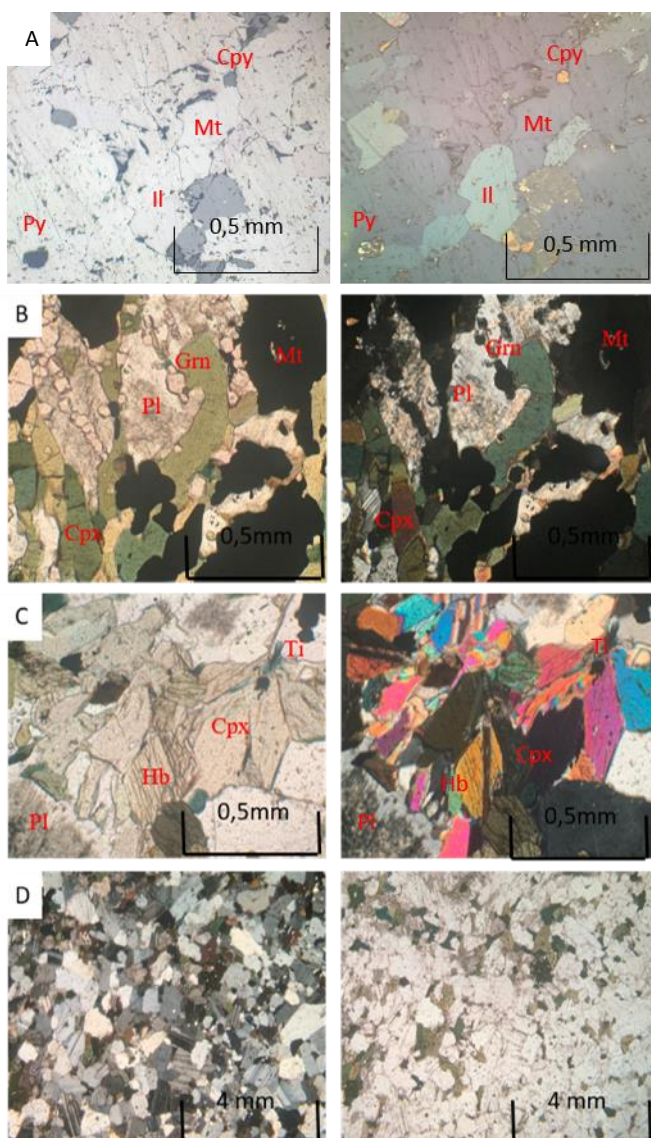 A
Cpy
Mt
Il
Py
0,5 mm
Cpy
Mt
Il
Py
0,5 mm
B
Grn
Mt
Pl
Cpx
0,5mm
Grn
Mt
Pl
Cpx
0,5mm
C
Ti
Cpx
Hb
Pl
0,5mm
Ti
Cpx
Hb
Pl
0,5mm
D
4 mm
4 mm